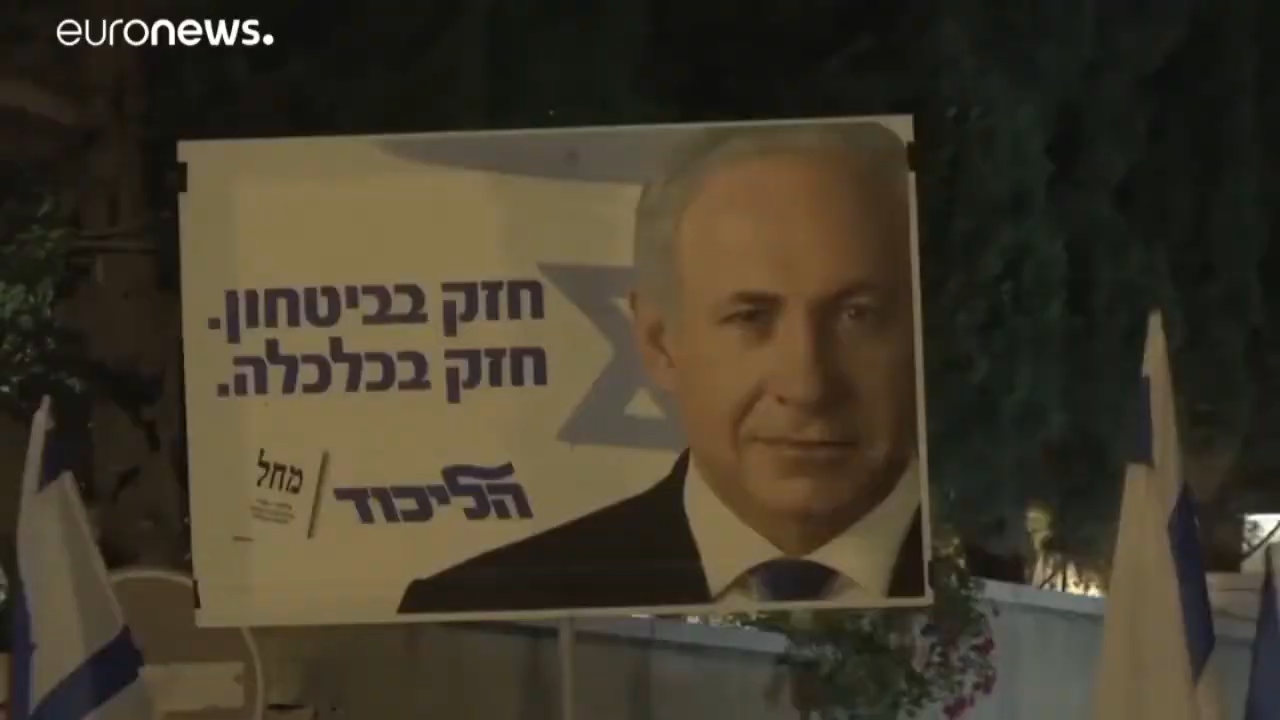 euronews.
חזק בביטחון.
חזק בכלכלה.
מחל
הליכוד